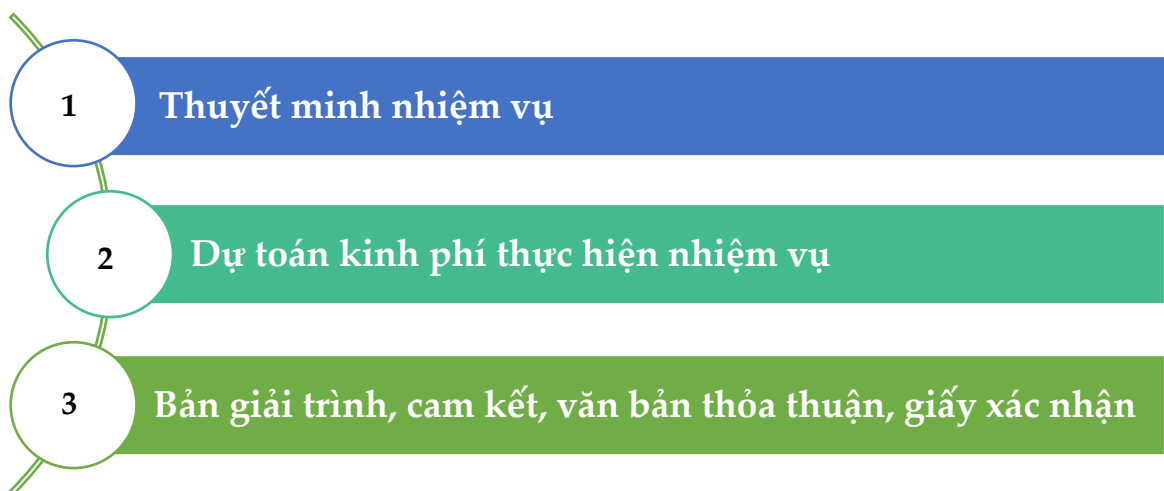 1 Thuyết minh nhiệm vụ
2 Dự toán kinh phí thực hiện nhiệm vụ
3 Bản giải trình, cam kết, văn bản thỏa thuận, giấy xác nhận